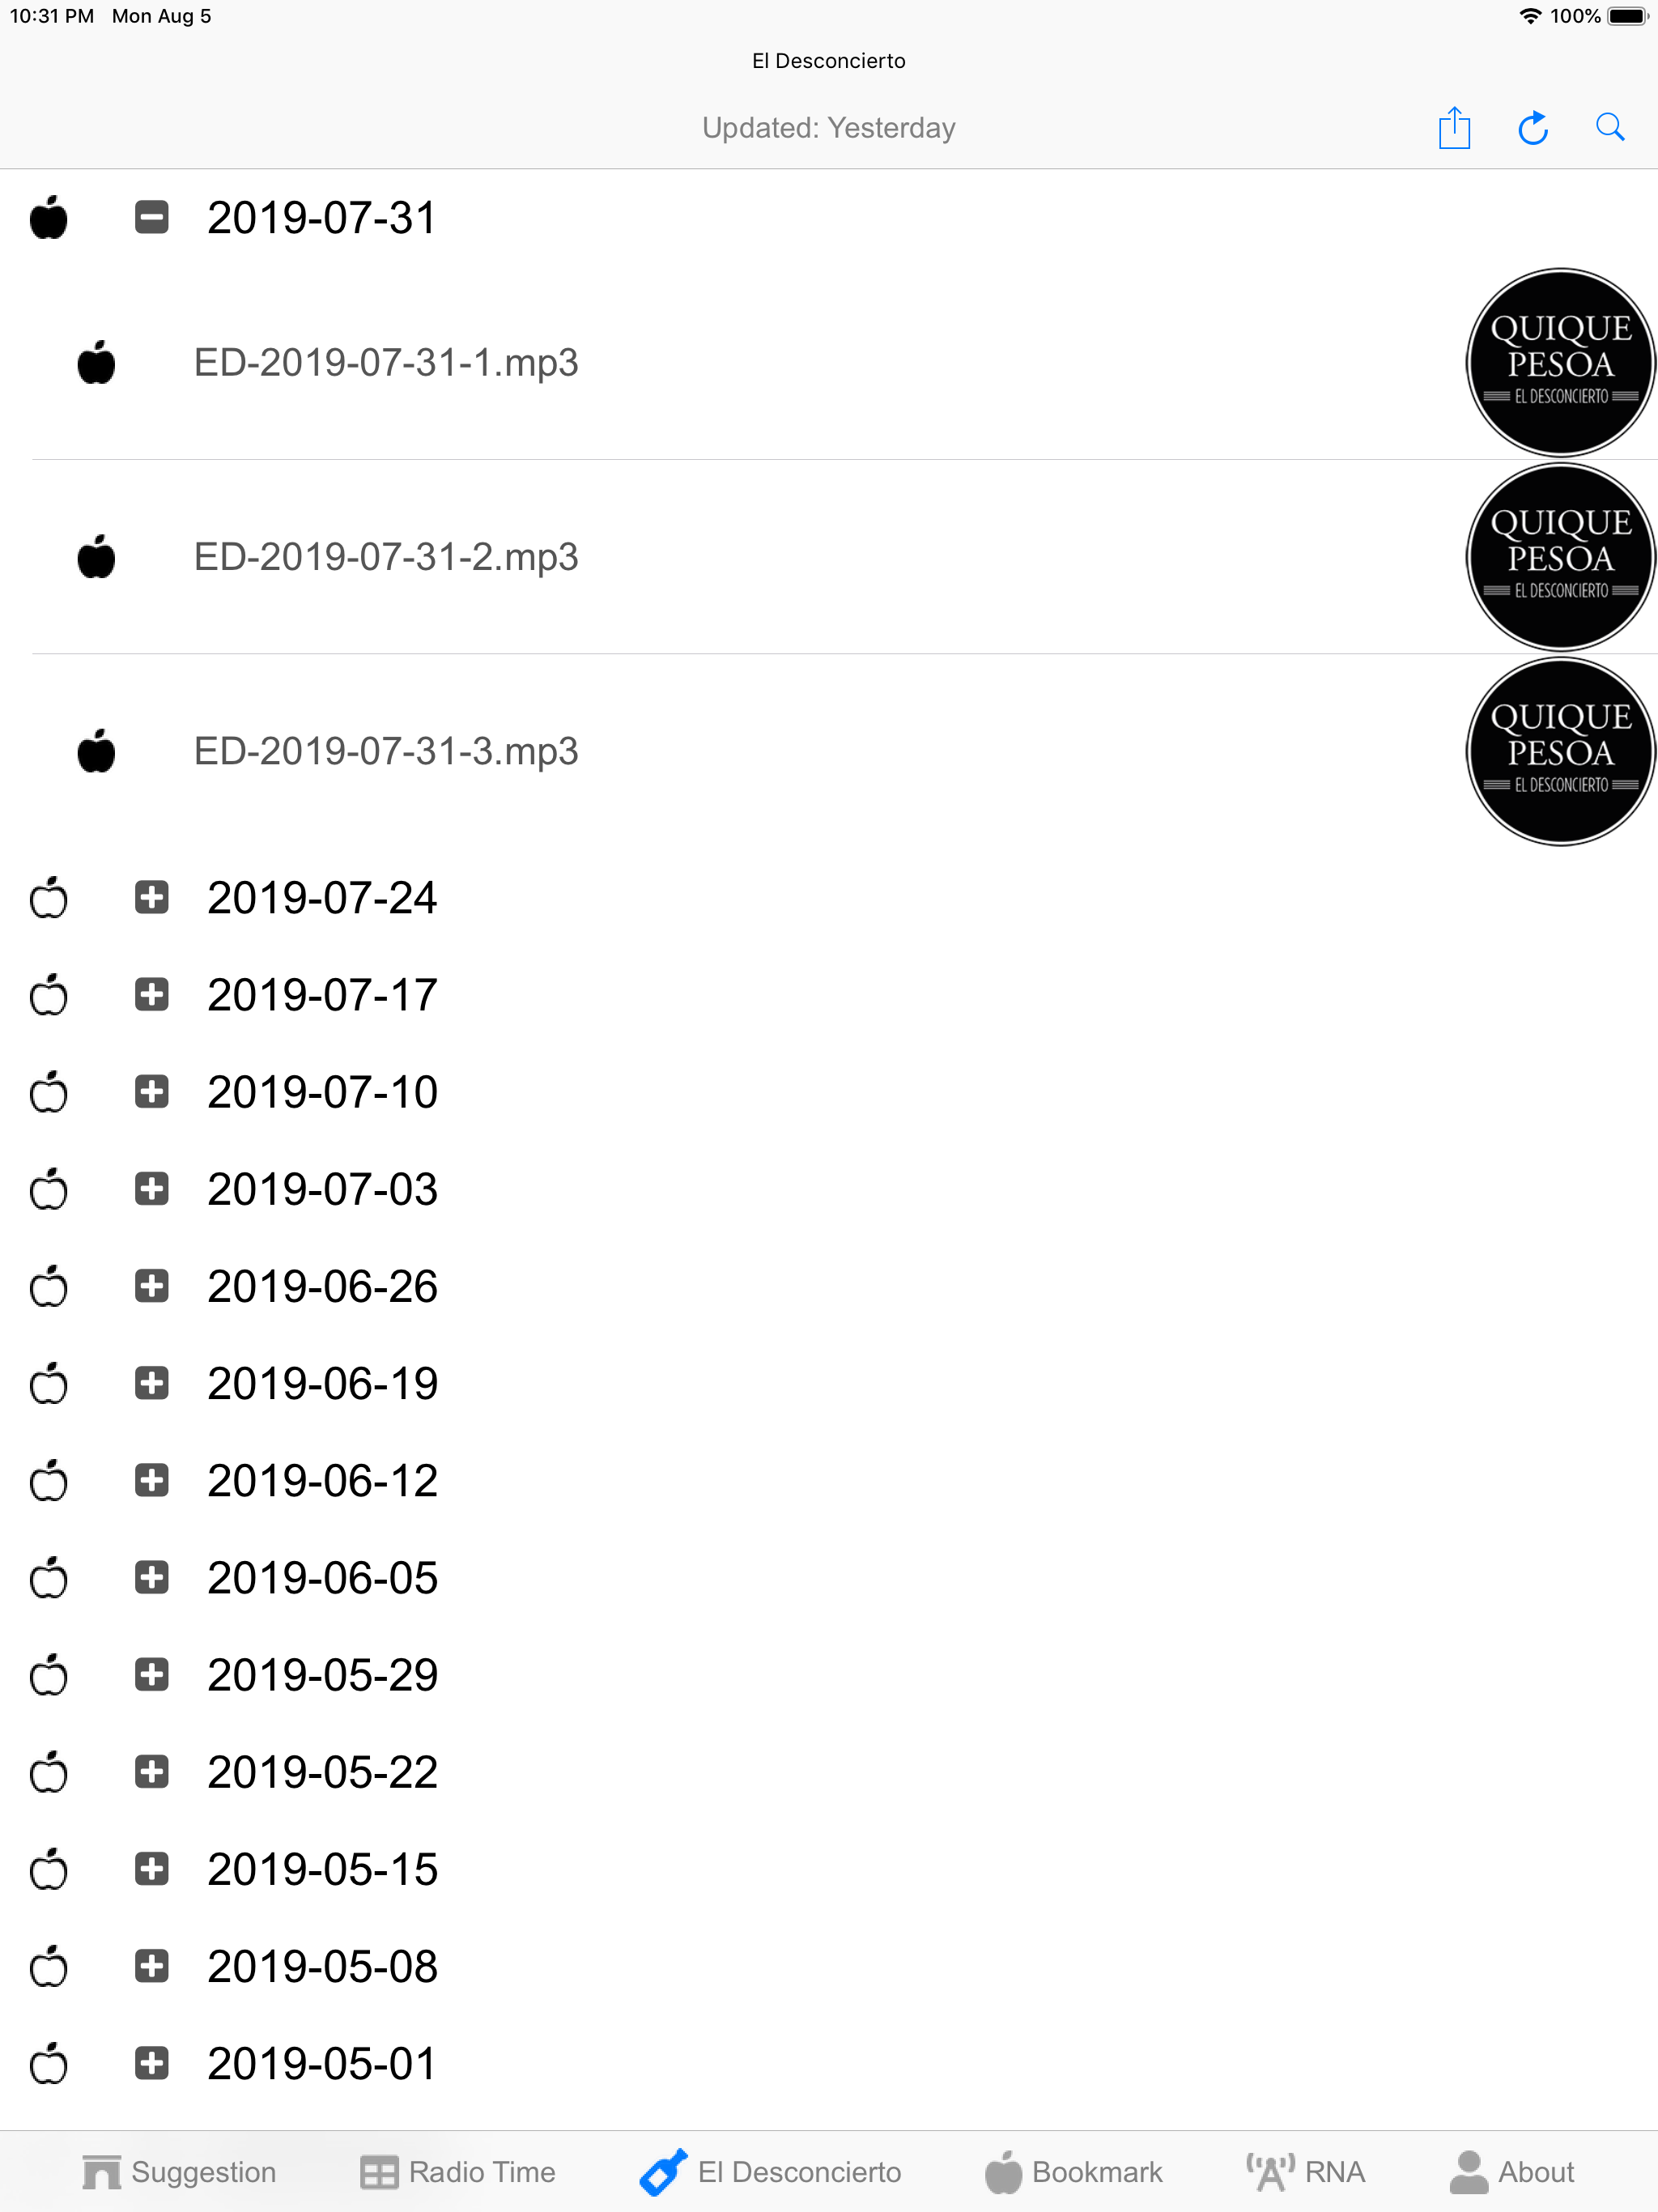 10:31 PM Mon Aug 5 100%
El Desconcierto
Updated: Yesterday
2019-07-31
ED-2019-07-31-1.mp3
QUIQUE
PESOA
EL DESCONCIERTO
ED-2019-07-31-2.mp3
QUIQUE
PESOA
EL DESCONCIERTO
ED-2019-07-31-3.mp3
QUIQUE
PESOA
EL DESCONCIERTO
2019-07-24
2019-07-17
2019-07-10
2019-07-03
2019-06-26
2019-06-19
2019-06-12
2019-06-05
2019-05-29
2019-05-22
2019-05-15
2019-05-08
2019-05-01
Suggestion Radio Time El Desconcierto Bookmark RNA About